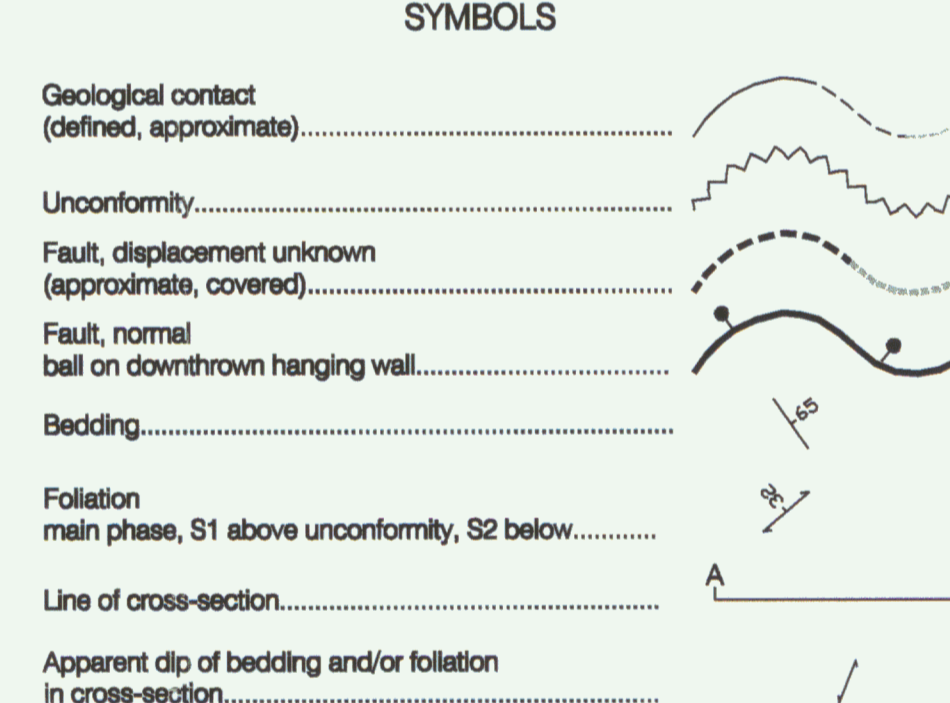 SYMBOLS
Geological contact
(defined, approximate)
Unconformity
Fault, displacement unknown
(approximate, covered)
Fault, normal
ball on downthrown hanging wall
Bedding
65
Foliation
32
main phase, S1 above unconformity, S2 below
A
Line of cross-section
Apparent dip of bedding and/or foliation
in cross-section